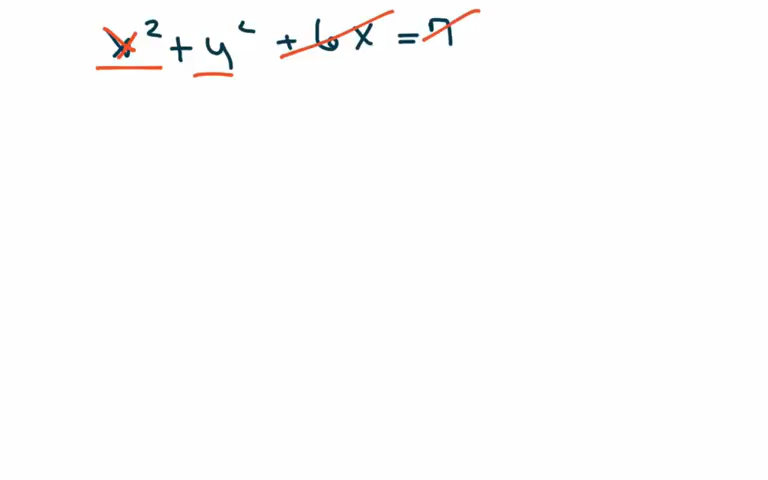 x² + y² + 6x = 7